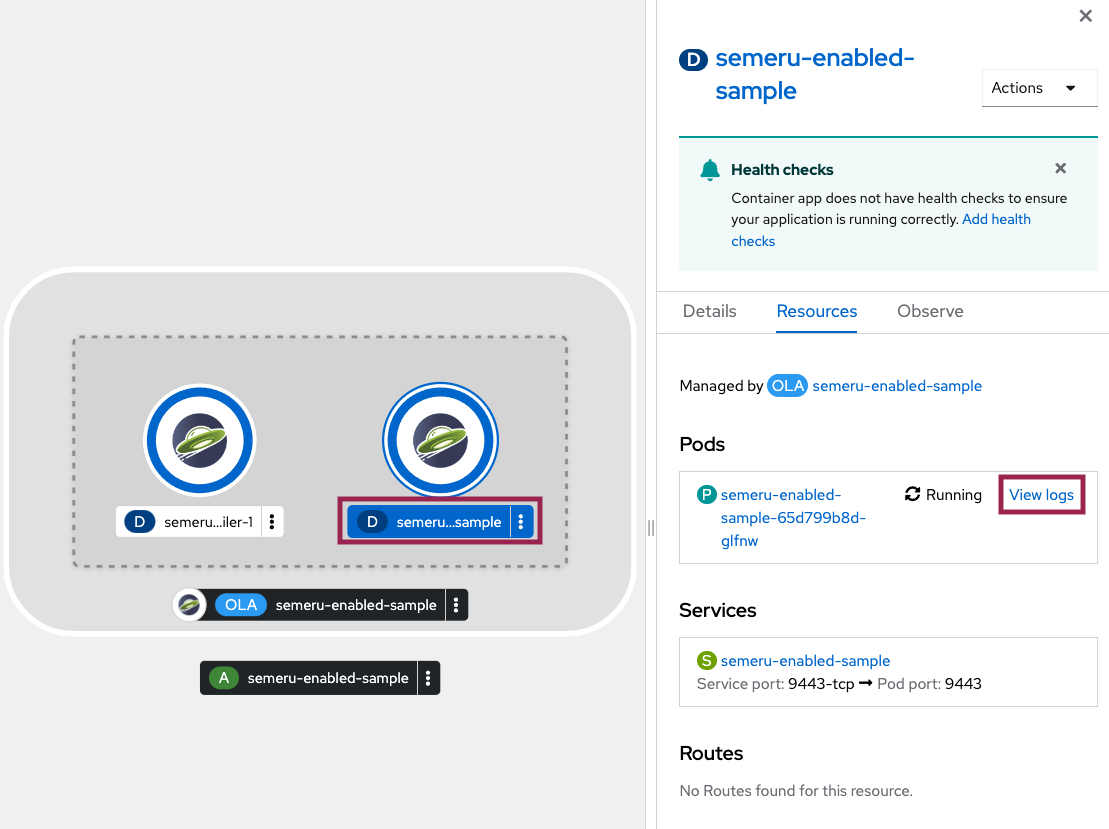 D semeru...iler-1
D semeru...sample
OLA semeru-enabled-sample
A semeru-enabled-sample
D semeru-enabled-
sample
Actions
Health checks
Container app does not have health checks to ensure
your application is running correctly. Add health
checks
Details Resources Observe
Managed by OLA semeru-enabled-sample
Pods
P semeru-enabled- Running View logs
sample-65d799b8d-
glfnw
Services
S semeru-enabled-sample
Service port: 9443-tcp → Pod port: 9443
Routes
No Routes found for this resource.